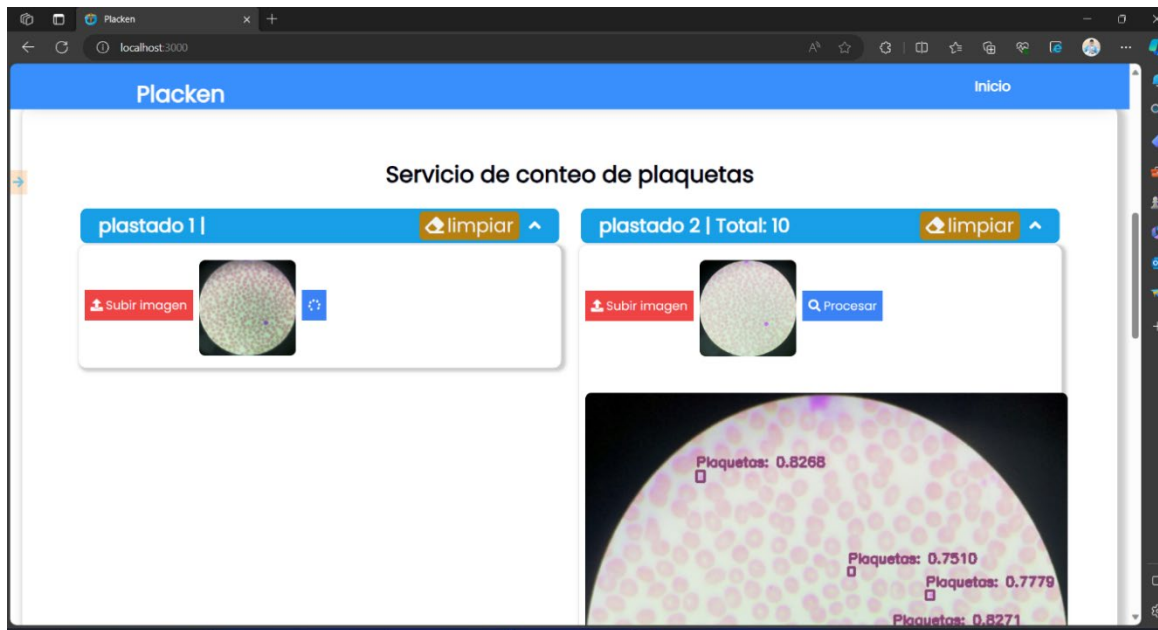 Placken
localhost:3000
Placken
Inicio
Servicio de conteo de plaquetas
plastado 1 |
limpiar
plastado 2 | Total: 10
limpiar
Subir imagen
Subir imagen
Procesar
Plaquetas: 0.8268
Plaquetas: 0.7510
Plaquetas: 0.7779
Plaquetas: 0.8271